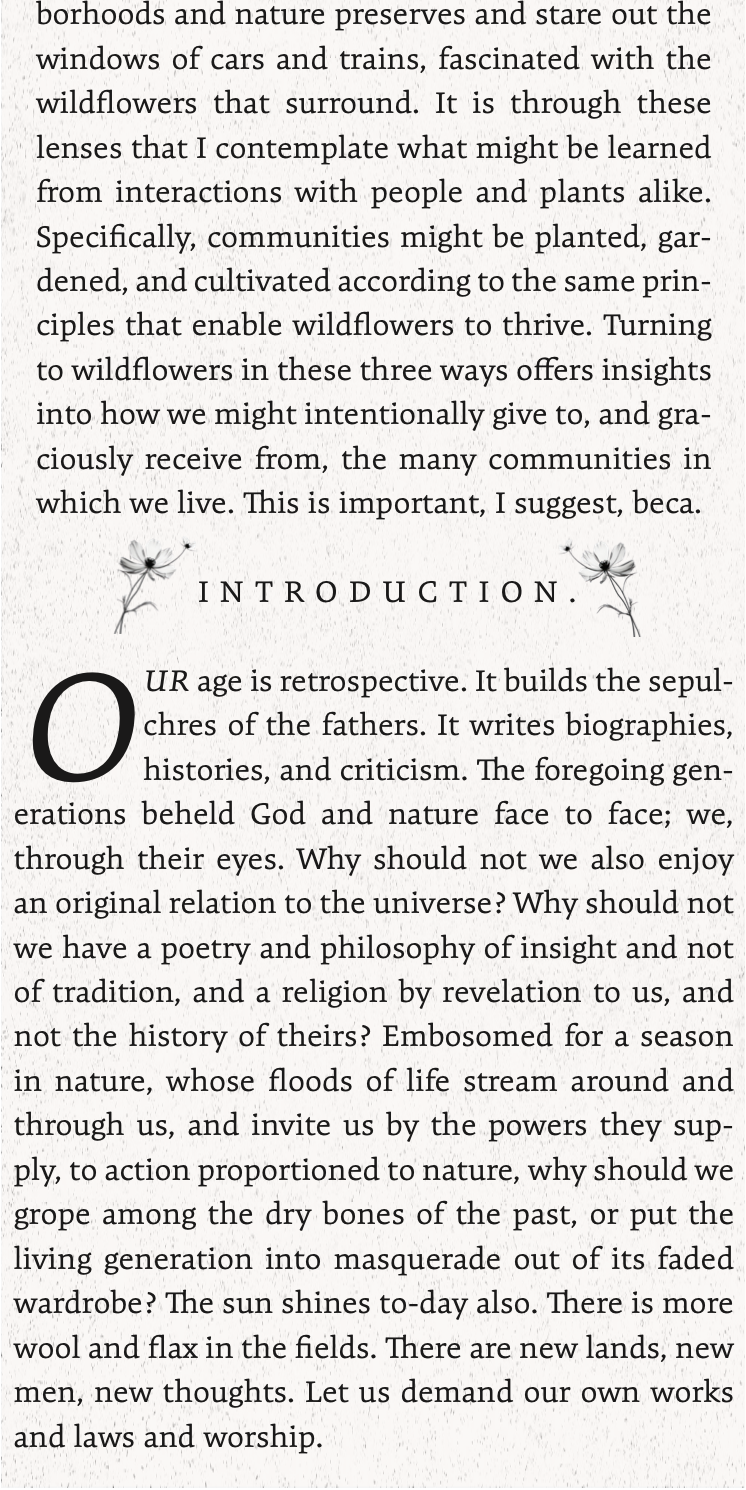 borhoods and nature preserves and stare out the
windows of cars and trains, fascinated with the
wildflowers that surround. It is through these
lenses that I contemplate what might be learned
from interactions with people and plants alike.
Specifically, communities might be planted, gar-
dened, and cultivated according to the same prin-
ciples that enable wildflowers to thrive. Turning
to wildflowers in these three ways offers insights
into how we might intentionally give to, and gra-
ciously receive from, the many communities in
which we live. This is important, I suggest, beca.
INTRODUCTION.
OUR age is retrospective. It builds the sepul-
chres of the fathers. It writes biographies,
histories, and criticism. The foregoing gen-
erations beheld God and nature face to face; we,
through their eyes. Why should not we also enjoy
an original relation to the universe? Why should not
we have a poetry and philosophy of insight and not
of tradition, and a religion by revelation to us, and
not the history of theirs? Embosomed for a season
in nature, whose floods of life stream around and
through us, and invite us by the powers they sup-
ply, to action proportioned to nature, why should we
grope among the dry bones of the past, or put the
living generation into masquerade out of its faded
wardrobe? The sun shines to-day also. There is more
wool and flax in the fields. There are new lands, new
men, new thoughts. Let us demand our own works
and laws and worship.